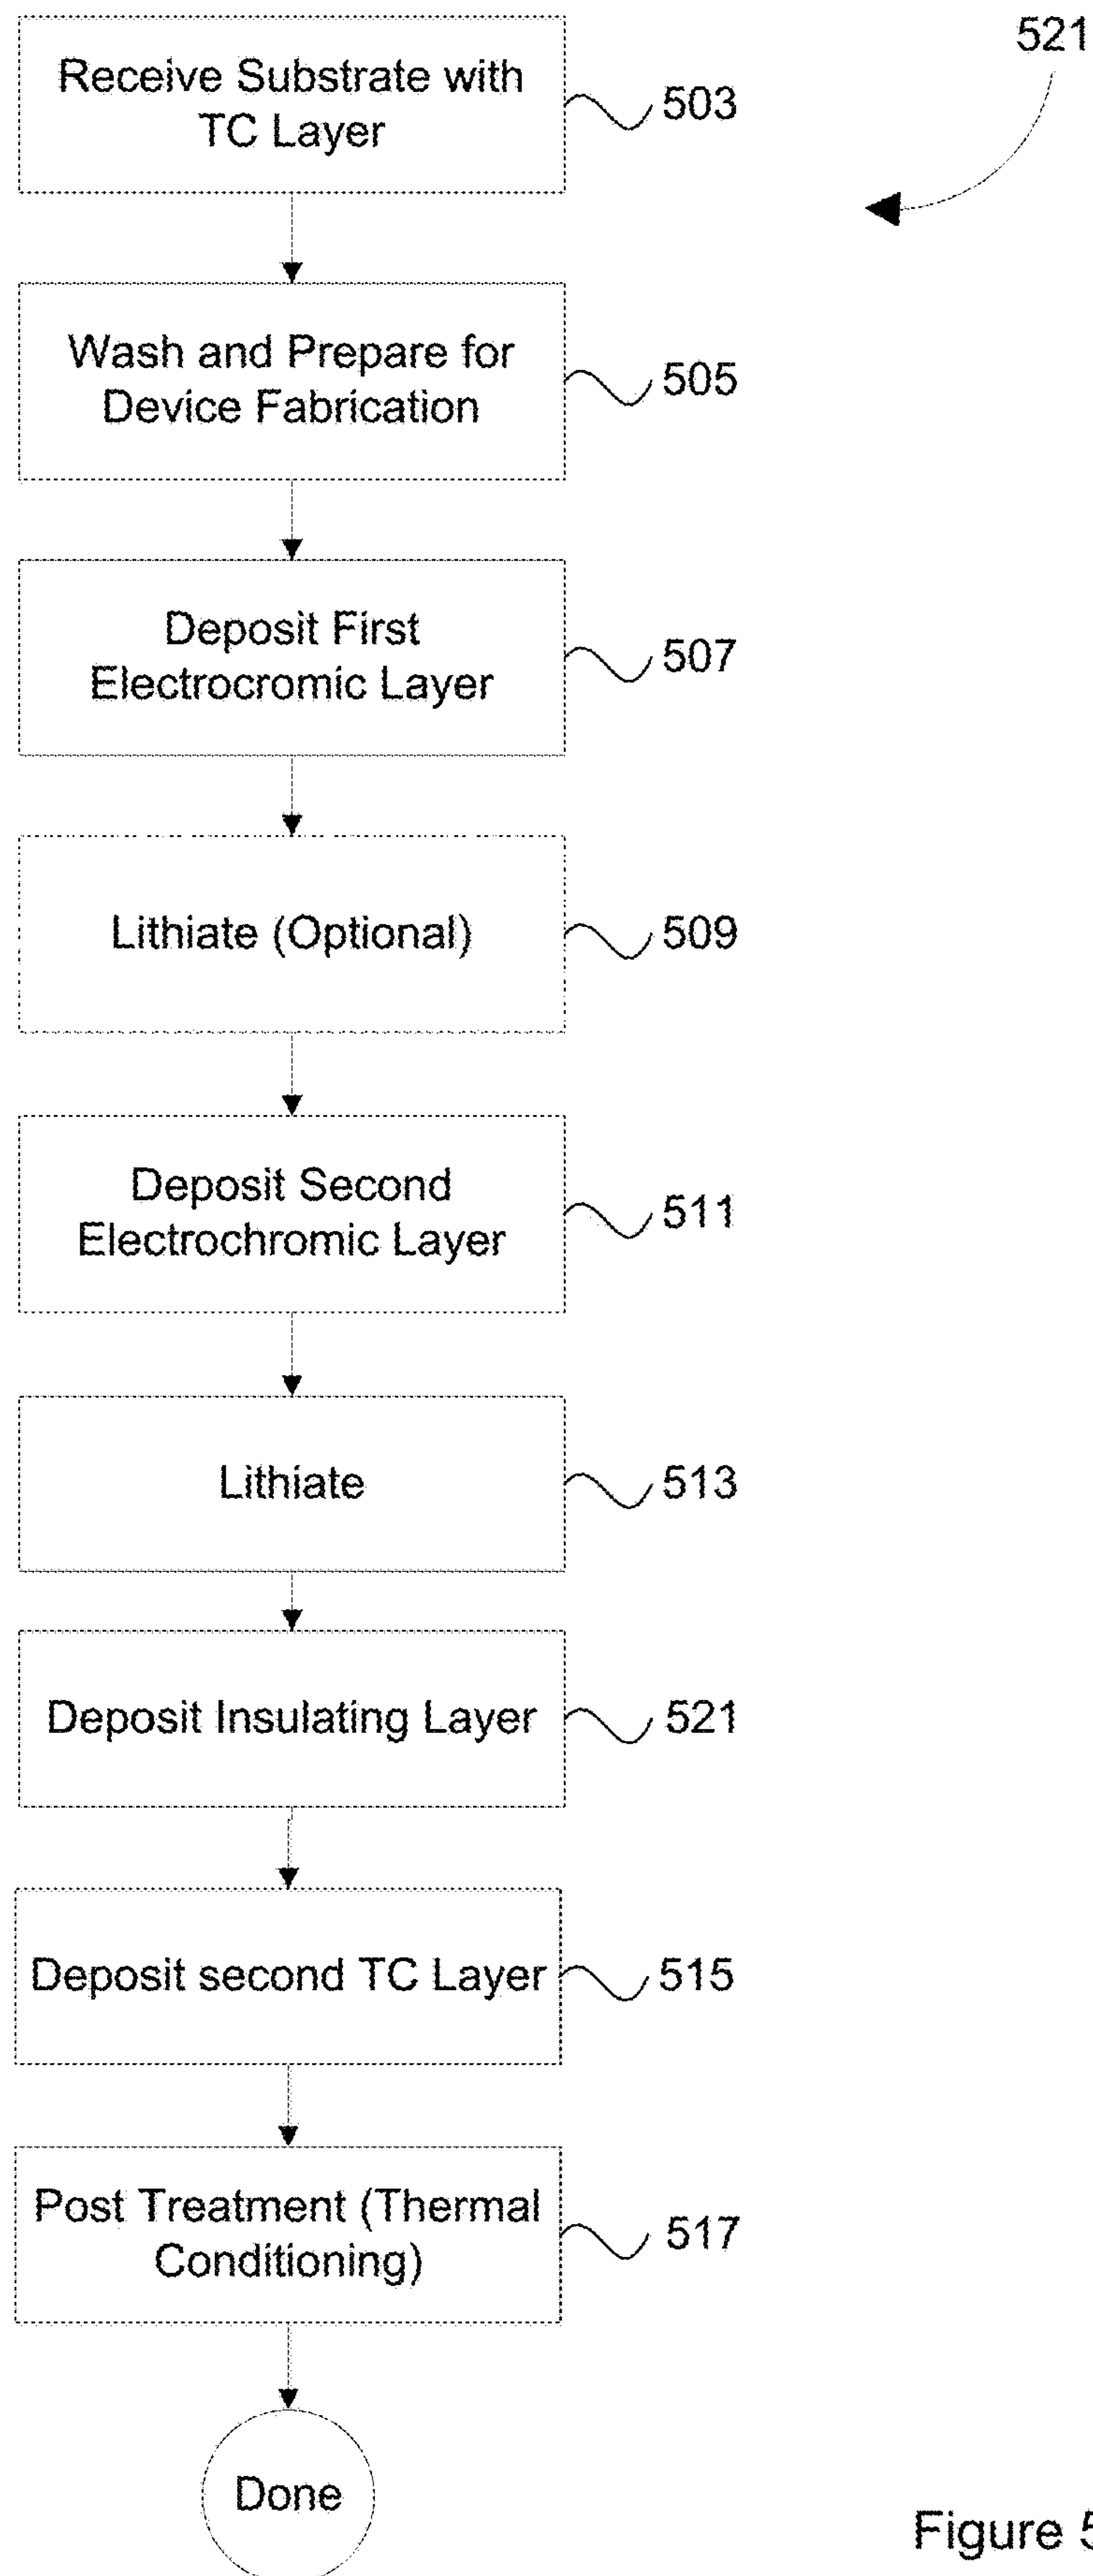 521
Receive Substrate with
TC Layer
503
Wash and Prepare for
Device Fabrication
505
Deposit First
Electrocromic Layer
507
Lithiate (Optional)
509
Deposit Second
Electrochromic Layer
511
Lithiate
513
Deposit Insulating Layer
521
Deposit second TC Layer
515
Post Treatment (Thermal
Conditioning)
517
Done
Figure 5